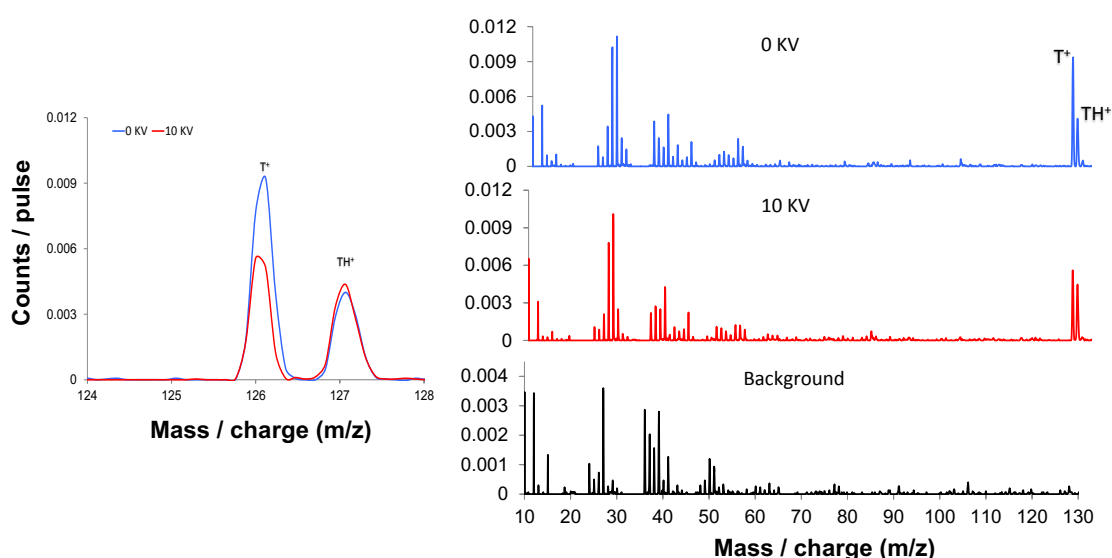 Counts / pulse
0.012
0.009
0.006
0.003
0
0 KV 10 KV
T⁺
TH⁺
124 125 126 127 128
Mass / charge (m/z)
0.012
0.009
0.006
0.003
0
0 KV
T⁺
TH⁺
0.012
0.009
0.006
0.003
0
10 KV
0.004
0.003
0.002
0.001
0
Background
10 20 30 40 50 60 70 80 90 100 110 120 130
Mass / charge (m/z)